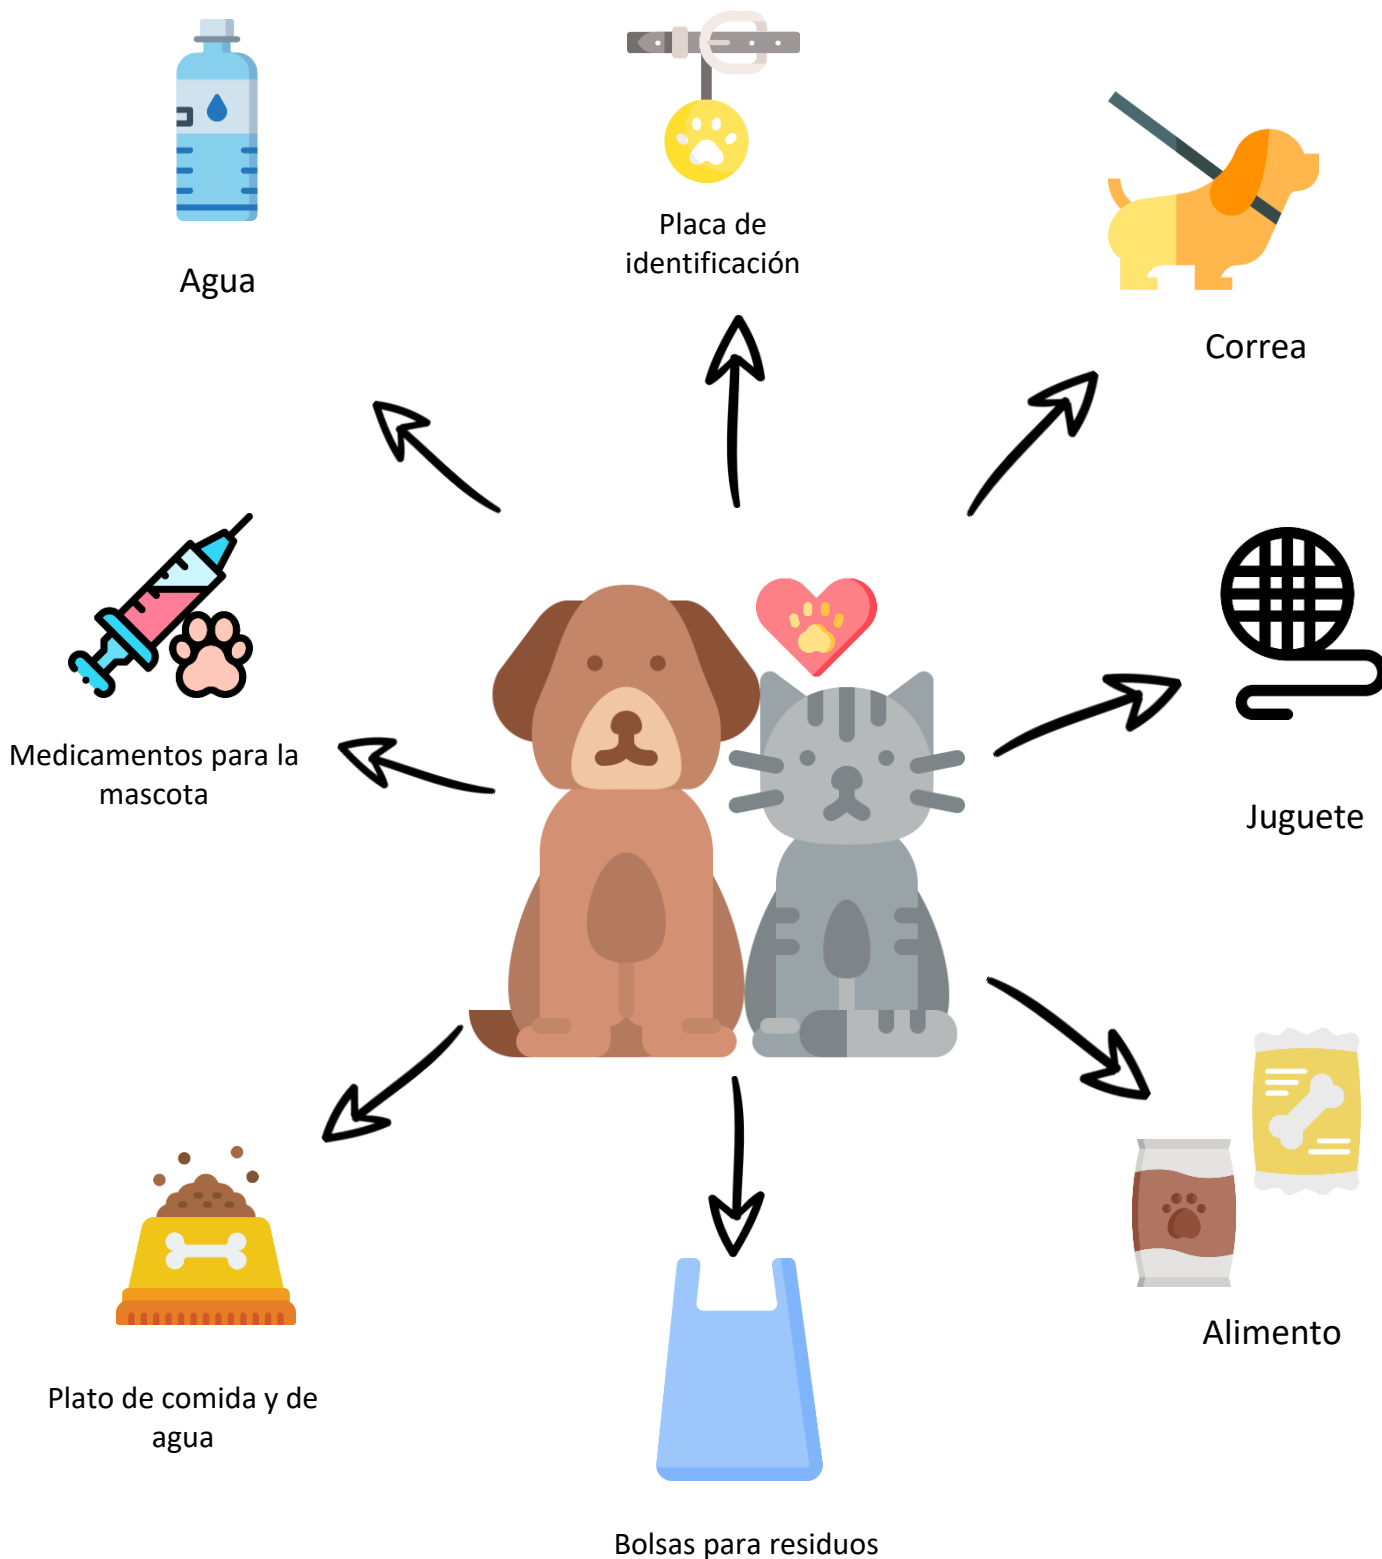 Agua
Placa de
identificación
Correa
Medicamentos para la
mascota
Juguete
Plato de comida y de
agua
Alimento
Bolsas para residuos